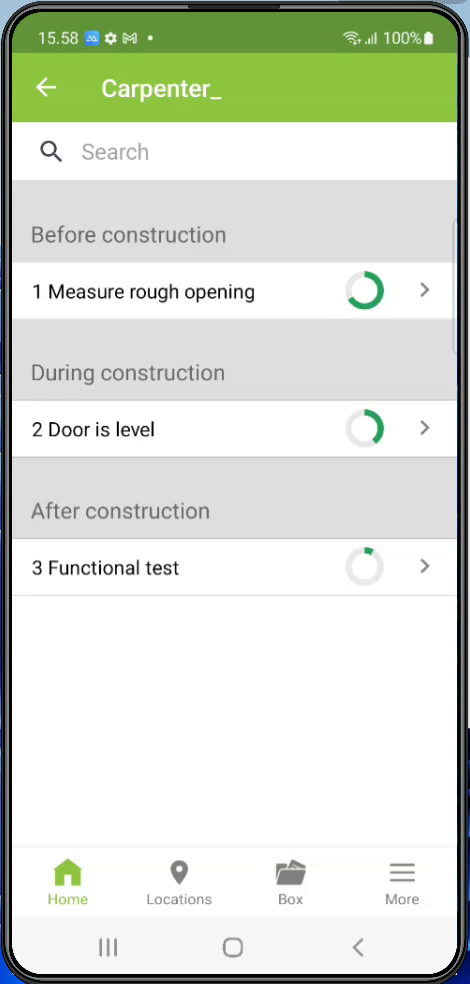 15.58 100%
Carpenter_
Search
Before construction
1 Measure rough opening
During construction
2 Door is level
After construction
3 Functional test
Home Locations Box More